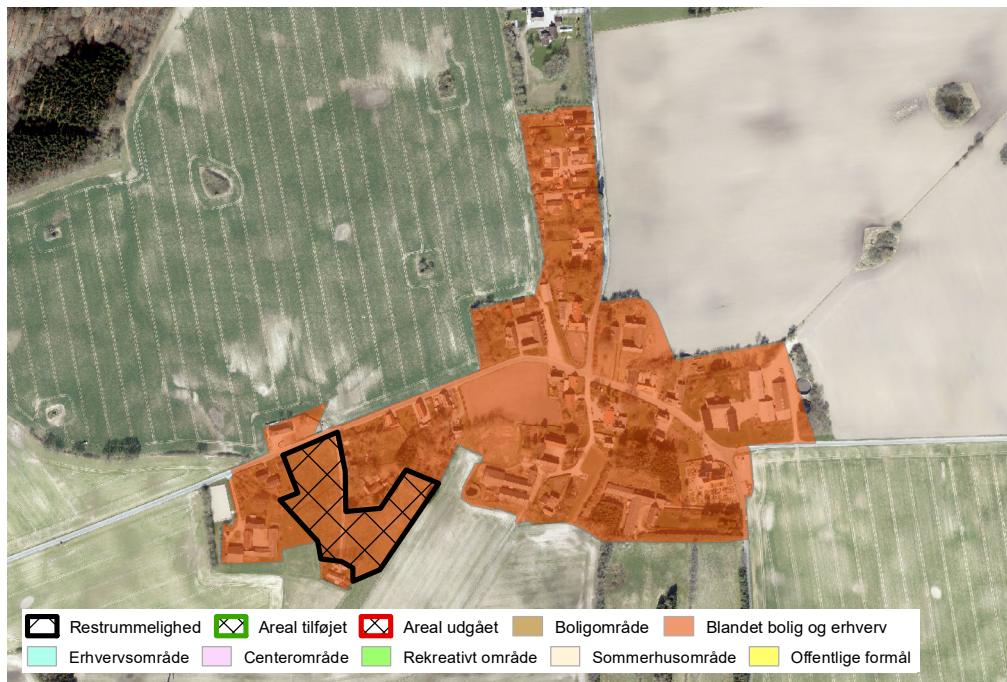 Restrummelighed Areal tilføjet Areal udgået Boligområde Blandet bolig og erhverv
Erhvervsområde Centerområde Rekreativt område Sommerhusområde Offentlige formål